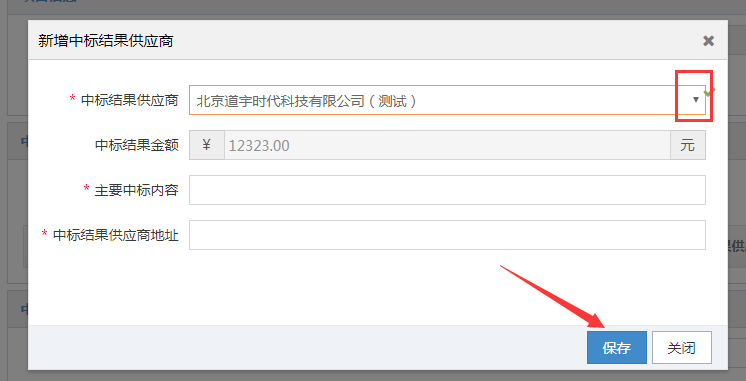 新增中标结果供应商 ×
* 中标结果供应商 北京道宇时代科技有限公司（测试） ▼
中标结果金额 ¥ 12323.00 元
* 主要中标内容
* 中标结果供应商地址
果供
保存 关闭